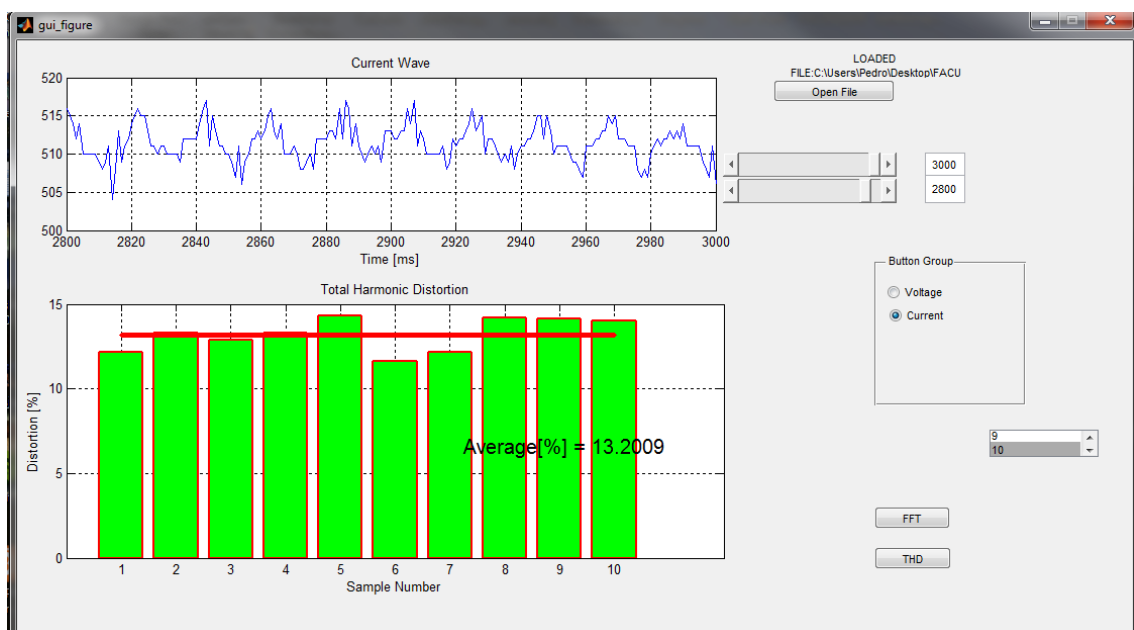 gui_figure
LOADED
FILE:C:\Users\Pedro\Desktop\FACU
Open File
Current Wave
520
515
510
505
500
2800 2820 2840 2860 2880 2900 2920 2940 2960 2980 3000
Time [ms]
3000
2800
Button Group
Voltage
Current
Total Harmonic Distortion
15
10
5
0
Distortion [%]
Average[%] = 13.2009
1 2 3 4 5 6 7 8 9 10
Sample Number
9
10
FFT
THD